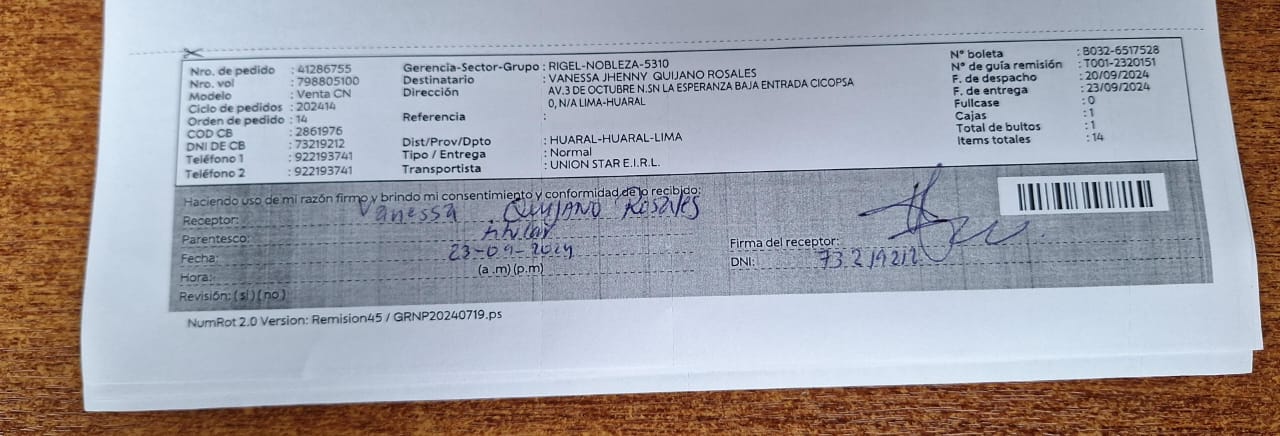 Nro. de pedido : 41286755
Nro. vol : 798805100
Modelo : Venta CN
Ciclo de pedidos : 202414
Orden de pedido : 14
COD CB : 2861976
DNI DE CB : 73219212
Teléfono 1 : 922193741
Teléfono 2 : 922193741
Gerencia-Sector-Grupo : RIGEL-NOBLEZA-5310
Destinatario : VANESSA JHENNY QUIJANO ROSALES
Dirección : AV.3 DE OCTUBRE N.SN LA ESPERANZA BAJA ENTRADA CICOPSA
0, N/A LIMA-HUARAL
Referencia :
Dist/Prov/Dpto : HUARAL-HUARAL-LIMA
Tipo / Entrega : Normal
Transportista : UNION STAR E.I.R.L.
N° boleta : B032-6517528
N° de guía remisión : T001-2320151
F. de despacho : 20/09/2024
F. de entrega : 23/09/2024
Fullcase : 0
Cajas : 1
Total de bultos : 1
Items totales : 14
Haciendo uso de mi razón firmo y brindo mi consentimiento y conformidad de lo recibido:
Receptor: Vanessa QUIJANO Rosales
Parentesco: titular
Fecha: 23-09-2024
Hora: (a .m) (p.m)
Revisión: ( si ) ( no )
Firma del receptor:
DNI: 73219212
NumRot 2.0 Version: Remision45 / GRNP20240719.ps